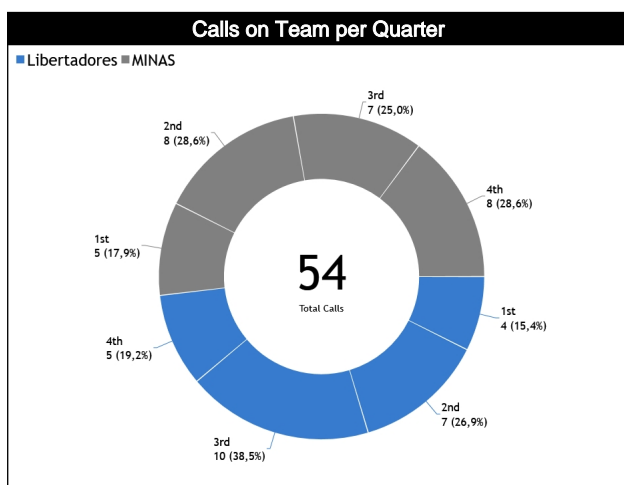 Calls on Team per Quarter
Libertadores MINAS
3rd
7 (25,0%)
2nd
8 (28,6%)
4th
8 (28,6%)
1st
5 (17,9%)
54
Total Calls
1st
4 (15,4%)
4th
5 (19,2%)
2nd
7 (26,9%)
3rd
10 (38,5%)